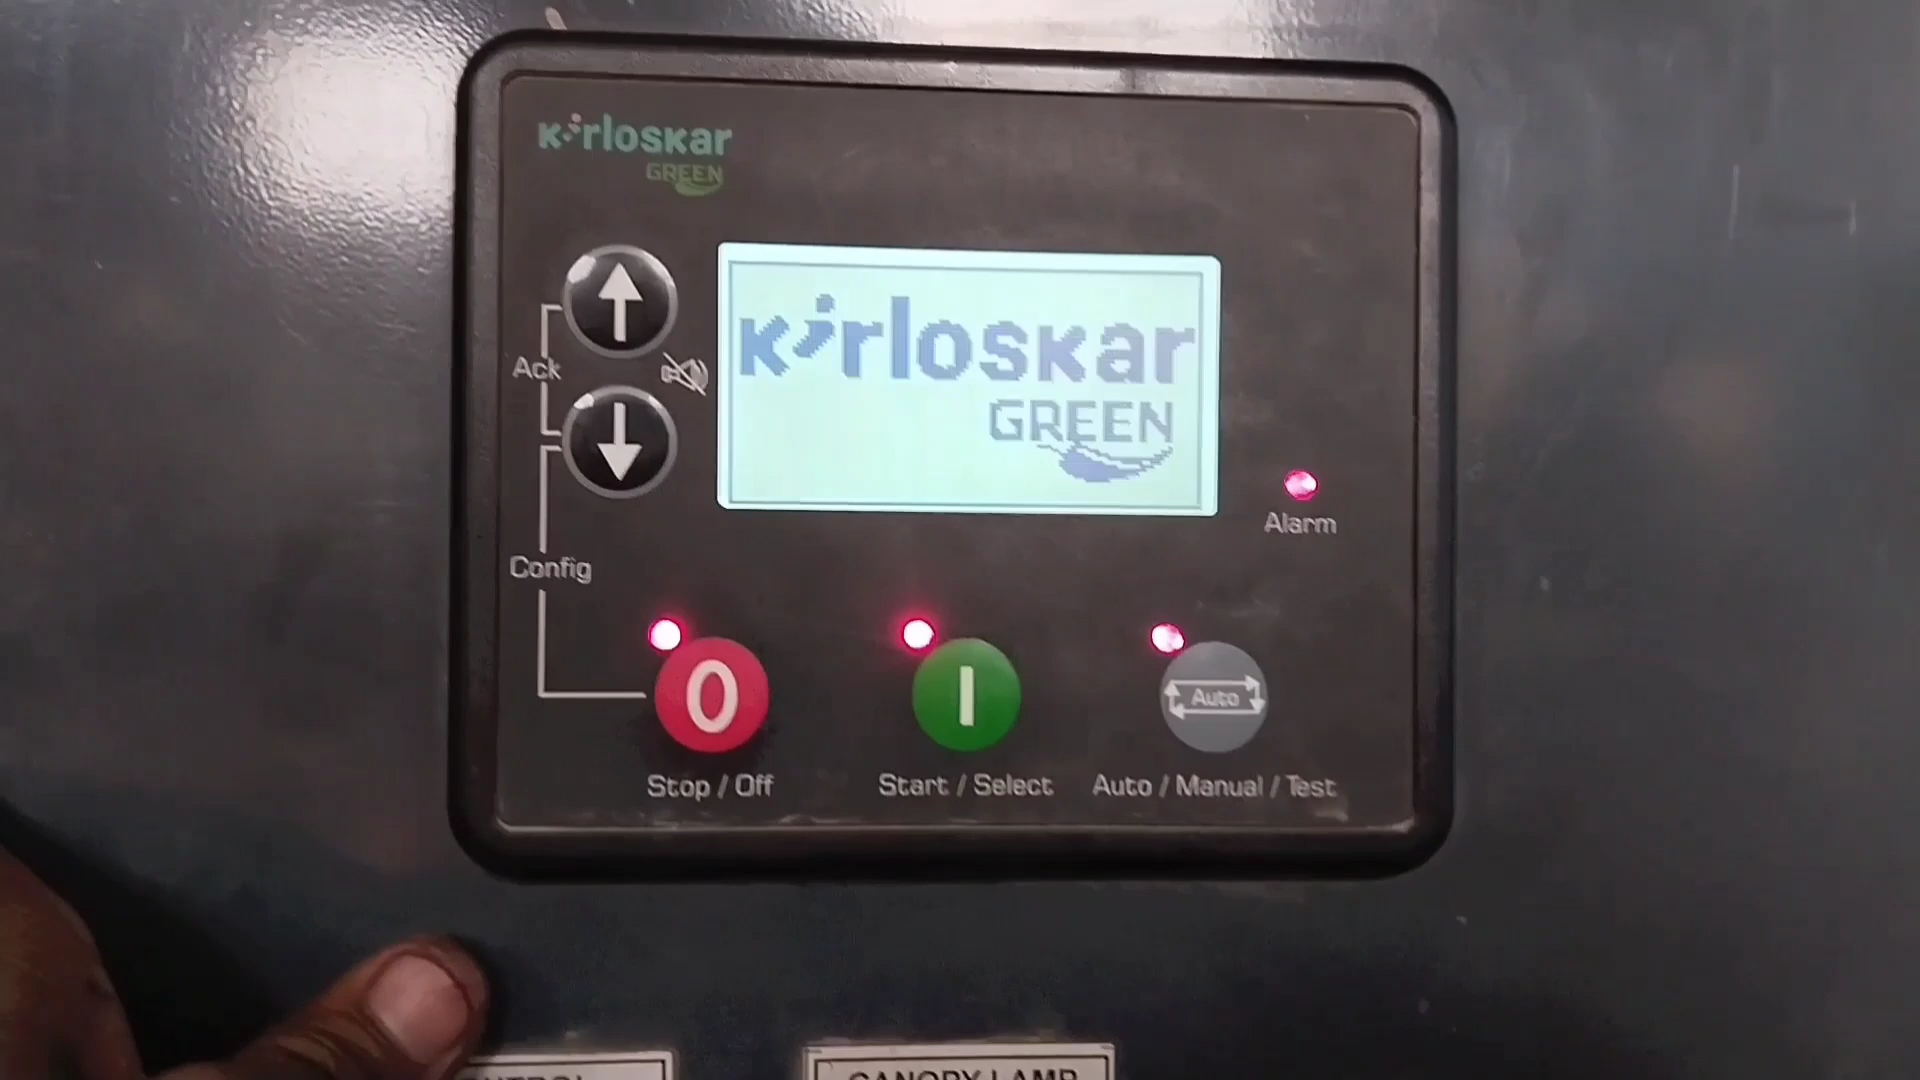 kirloskar
GREEN
kirloskar
GREEN
Ack
Config
Alarm
0
I
Auto
Stop / Off
Start / Select
Auto / Manual / Test
CANOPY LAMP